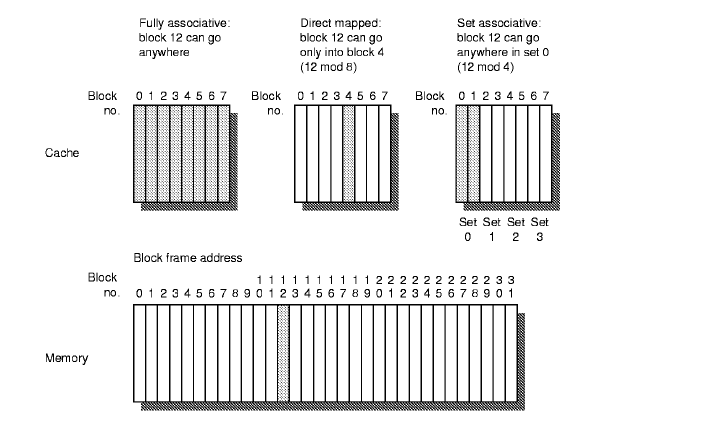 Fully associative:
block 12 can go
anywhere
Direct mapped:
block 12 can go
only into block 4
(12 mod 8)
Set associative:
block 12 can go
anywhere in set 0
(12 mod 4)
Block
no.
0 1 2 3 4 5 6 7
Block
no.
0 1 2 3 4 5 6 7
Block
no.
0 1 2 3 4 5 6 7
Cache
Set Set Set Set
0 1 2 3
Block frame address
Block
no.
1 1 1 1 1 1 1 1 1 1 2 2 2 2 2 2 2 2 2 2 3 3
0 1 2 3 4 5 6 7 8 9 0 1 2 3 4 5 6 7 8 9 0 1 2 3 4 5 6 7 8 9 0 1
Memory